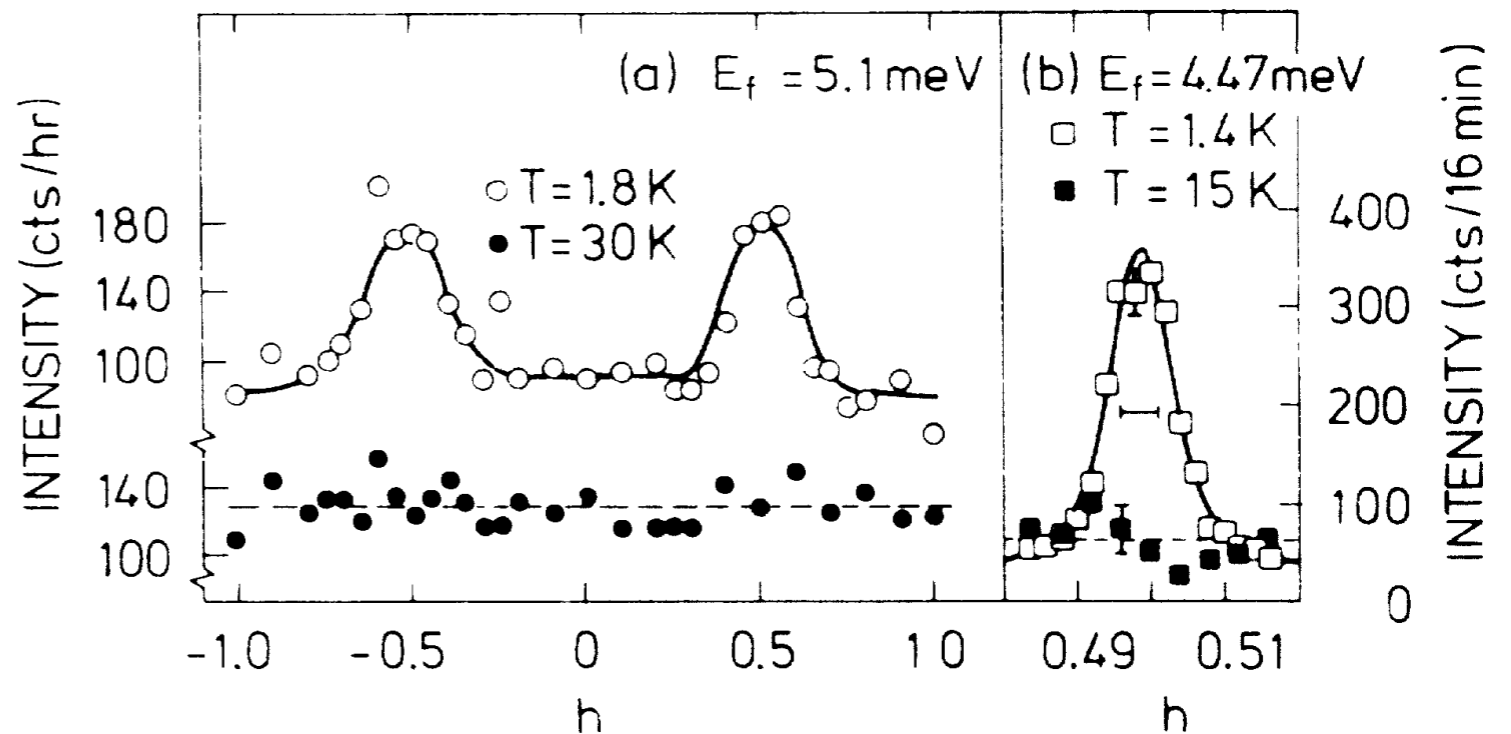 (a) E_f = 5.1 meV
(b) E_f = 4.47 meV
T = 1.4 K
T = 15 K
T = 1.8 K
T = 30 K
INTENSITY (cts/hr)
180
140
100
140
100
-1.0 -0.5 0 0.5 1 0
h
INTENSITY (cts/16 min)
400
300
200
100
0
0.49 0.51
h